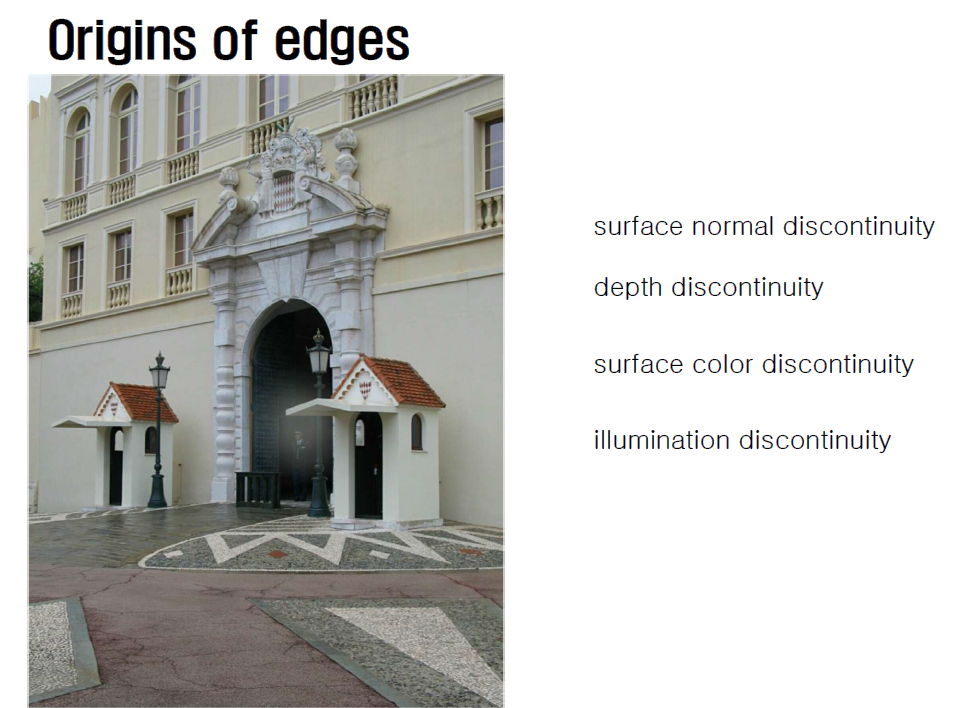 Origins of edges
surface normal discontinuity
depth discontinuity
surface color discontinuity
illumination discontinuity